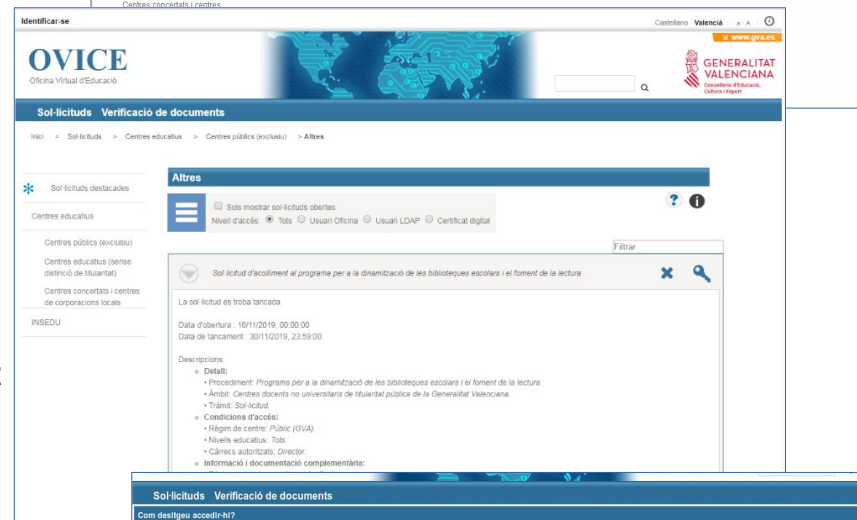 Centres concertats i centres
Identificar-se
Castellano Valencià a A
www.gva.es
OVICE
Oficina Virtual d'Educació
GENERALITAT
VALENCIANA
Conselleria d'Educació,
Cultura i Esport
Sol·licituds Verificació de documents
Inici > Sol·licituds > Centres educatius > Centres públics (exclusiu) > Altres
Sol·licituds destacades
Centres educatius
Centres públics (exclusiu)
Centres educatius (sense
distinció de titularitat)
Centres concertats i centres
de corporacions locals
INSEDU
Altres
Sols mostrar sol·licituds obertes
Nivell d'accés: Tots Usuari Oficina Usuari LDAP Certificat digital
Filtrar
Sol·licitud d'acolliment al programa per a la dinamització de les biblioteques escolars i el foment de la lectura.
La sol·licitud es troba tancada
Data d'obertura : 16/11/2019, 00:00:00
Data de tancament : 30/11/2019, 23:59:00
Descripcions:
Detall:
• Procediment: Programa per a la dinamització de les biblioteques escolars i el foment de la lectura.
• Àmbit: Centres docents no universitaris de titularitat pública de la Generalitat Valenciana.
• Tràmit: Sol·licitud.
Condicions d'accés:
• Règim de centre: Públic (GVA).
• Nivells educatius: Tots.
• Càrrecs autoritzats: Director.
Informació i documentació complementària:
Sol·licituds Verificació de documents
Com desitgeu accedir-hi?